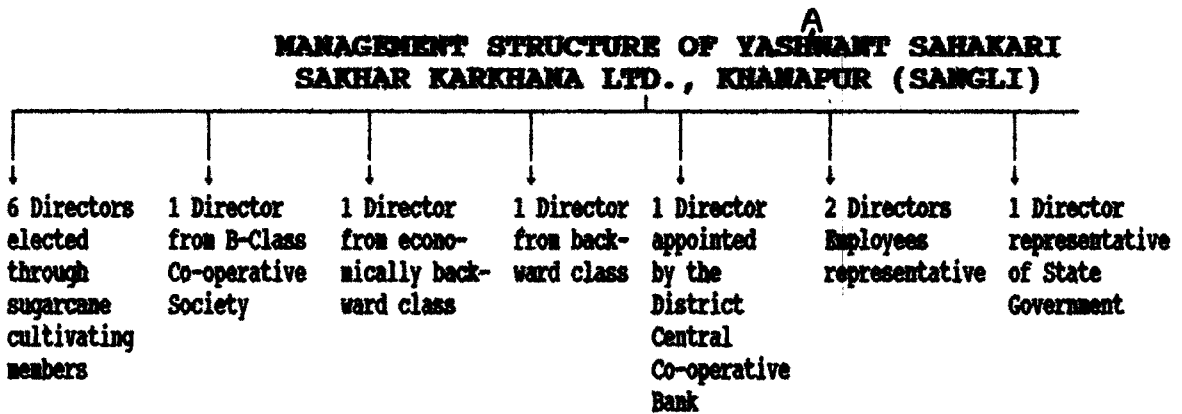 A
MANAGEMENT STRUCTURE OF YASHWANT SAHAKARI
SAKHAR KARKHANA LTD., KHANAPUR (SANGLI)
6 Directors
elected
through
sugarcane
cultivating
members
1 Director
from B-Class
Co-operative
Society
1 Director
from econo-
mically back-
ward class
1 Director
from back-
ward class
1 Director
appointed
by the
District
Central
Co-operative
Bank
2 Directors
Employees
representative
1 Director
representative
of State
Government